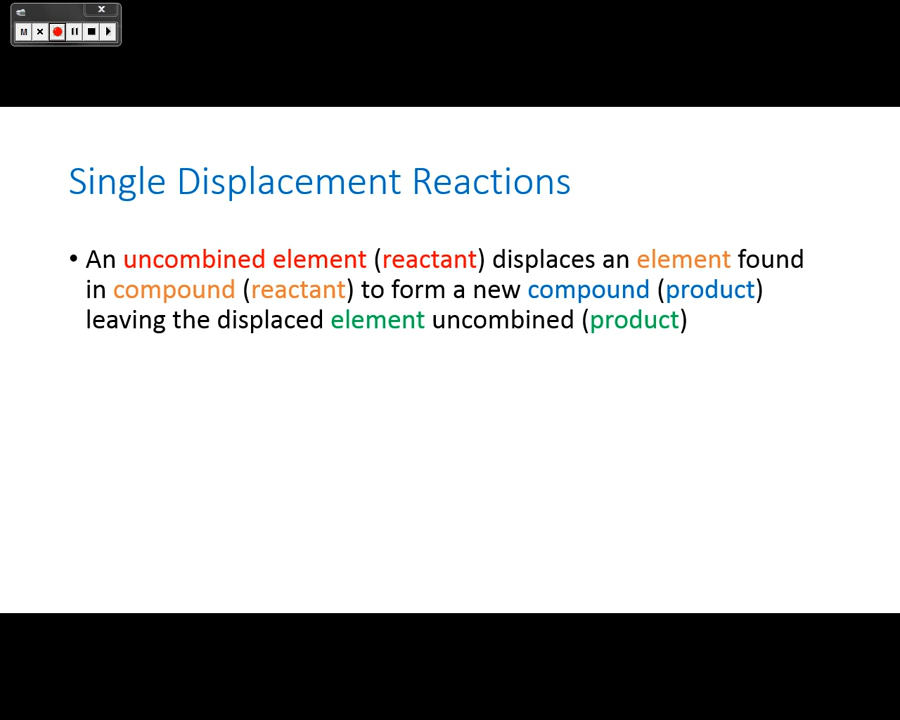 M
Single Displacement Reactions
• An uncombined element (reactant) displaces an element found
in compound (reactant) to form a new compound (product)
leaving the displaced element uncombined (product)